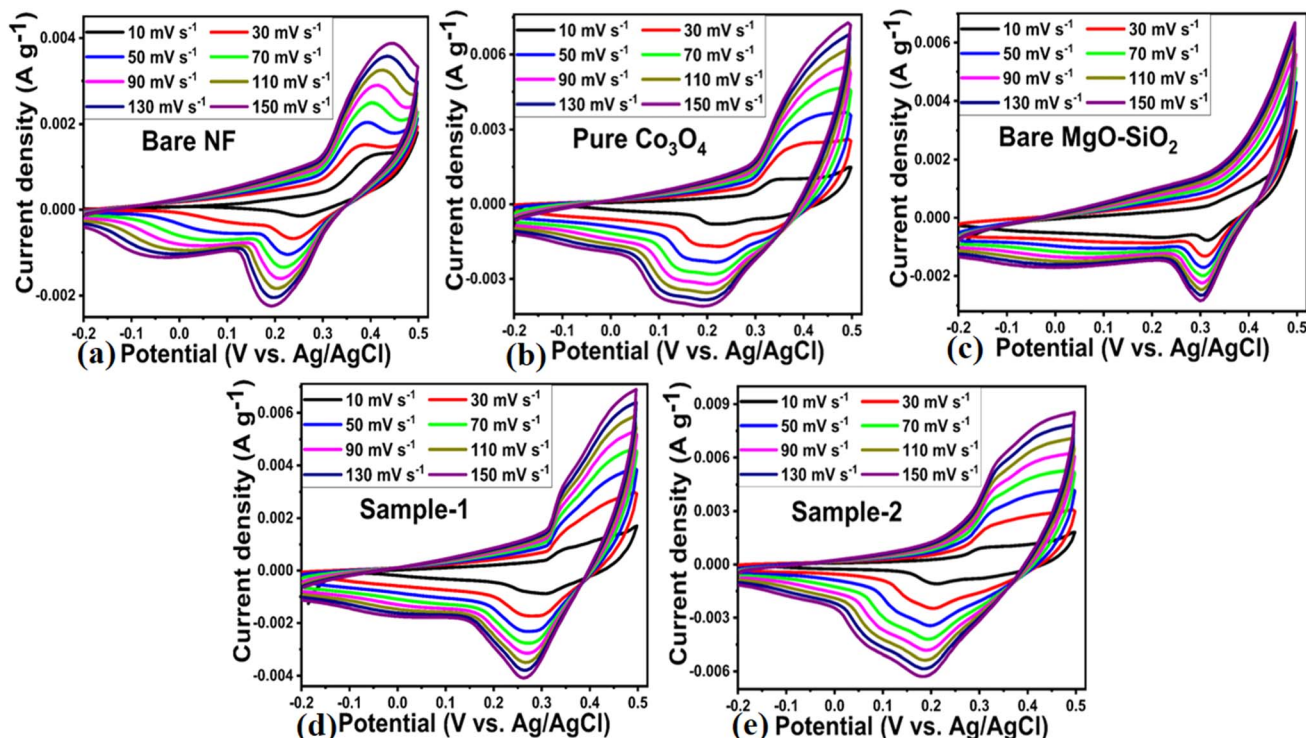 Current density (A g⁻¹)
0.004
0.002
0.000
-0.002
10 mV s⁻¹ 30 mV s⁻¹
50 mV s⁻¹ 70 mV s⁻¹
90 mV s⁻¹ 110 mV s⁻¹
130 mV s⁻¹ 150 mV s⁻¹
Bare NF
-0.2 -0.1 0.0 0.1 0.2 0.3 0.4 0.5
(a) Potential (V vs. Ag/AgCl)
Current density (A g⁻¹)
0.006
0.003
0.000
-0.003
10 mV s⁻¹ 30 mV s⁻¹
50 mV s⁻¹ 70 mV s⁻¹
90 mV s⁻¹ 110 mV s⁻¹
130 mV s⁻¹ 150 mV s⁻¹
Pure Co₃O₄
-0.2 -0.1 0.0 0.1 0.2 0.3 0.4 0.5
(b) Potential (V vs. Ag/AgCl)
Current density (A g⁻¹)
0.006
0.004
0.002
0.000
-0.002
10 mV s⁻¹ 30 mV s⁻¹
50 mV s⁻¹ 70 mV s⁻¹
90 mV s⁻¹ 110 mV s⁻¹
130 mV s⁻¹ 150 mV s⁻¹
Bare MgO-SiO₂
-0.2 -0.1 0.0 0.1 0.2 0.3 0.4 0.5
(c) Potential (V vs. Ag/AgCl)
Current density (A g⁻¹)
0.006
0.004
0.002
0.000
-0.002
-0.004
10 mV s⁻¹ 30 mV s⁻¹
50 mV s⁻¹ 70 mV s⁻¹
90 mV s⁻¹ 110 mV s⁻¹
130 mV s⁻¹ 150 mV s⁻¹
Sample-1
-0.2 -0.1 0.0 0.1 0.2 0.3 0.4 0.5
(d) Potential (V vs. Ag/AgCl)
Current density (A g⁻¹)
0.009
0.006
0.003
0.000
-0.003
-0.006
10 mV s⁻¹ 30 mV s⁻¹
50 mV s⁻¹ 70 mV s⁻¹
90 mV s⁻¹ 110 mV s⁻¹
130 mV s⁻¹ 150 mV s⁻¹
Sample-2
-0.2 -0.1 0.0 0.1 0.2 0.3 0.4 0.5
(e) Potential (V vs. Ag/AgCl)